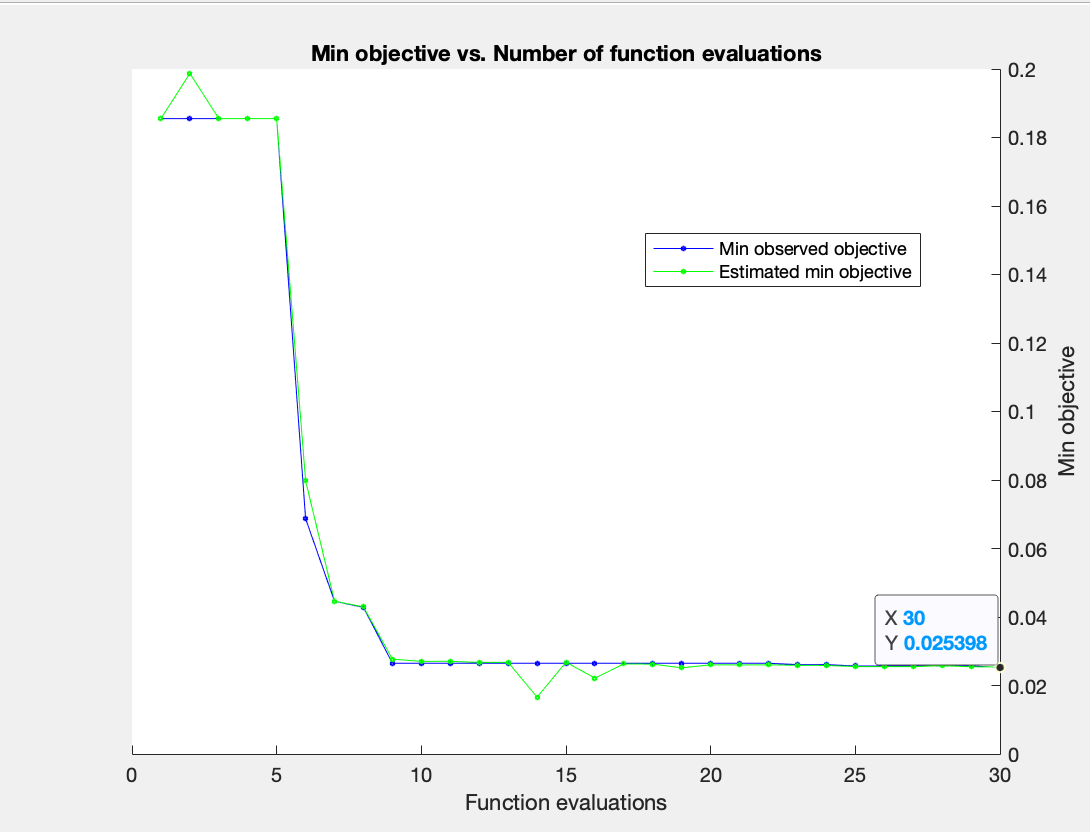 Min objective vs. Number of function evaluations
0.2
0.18
0.16
Min observed objective
Estimated min objective
0.14
0.12
0.1
Min objective
0.08
0.06
X 30
Y 0.025398
0.04
0.02
0
0 5 10 15 20 25 30
Function evaluations